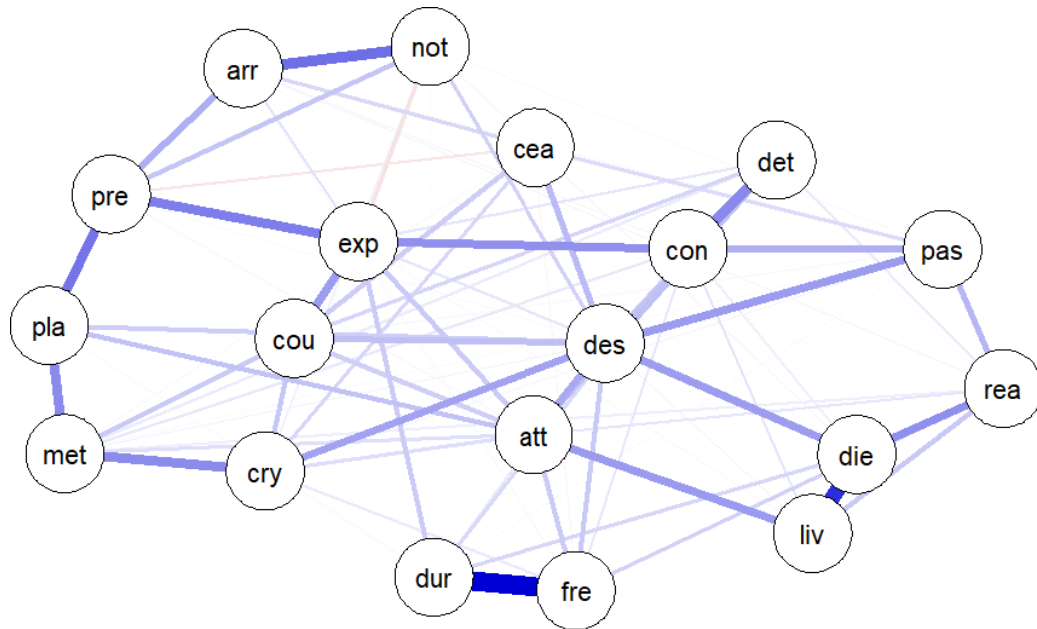 not
arr
cea
det
pre
exp
con
pas
pla
cou
des
rea
att
met
cry
die
liv
dur
fre